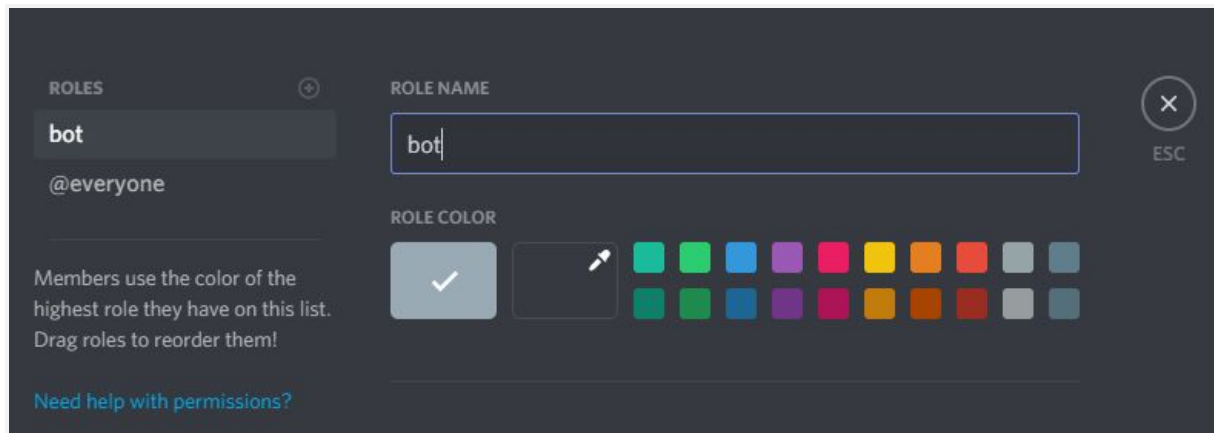 ROLES
bot
@everyone
Members use the color of the
highest role they have on this list.
Drag roles to reorder them!
Need help with permissions?
ROLE NAME
bot
ROLE COLOR
ESC